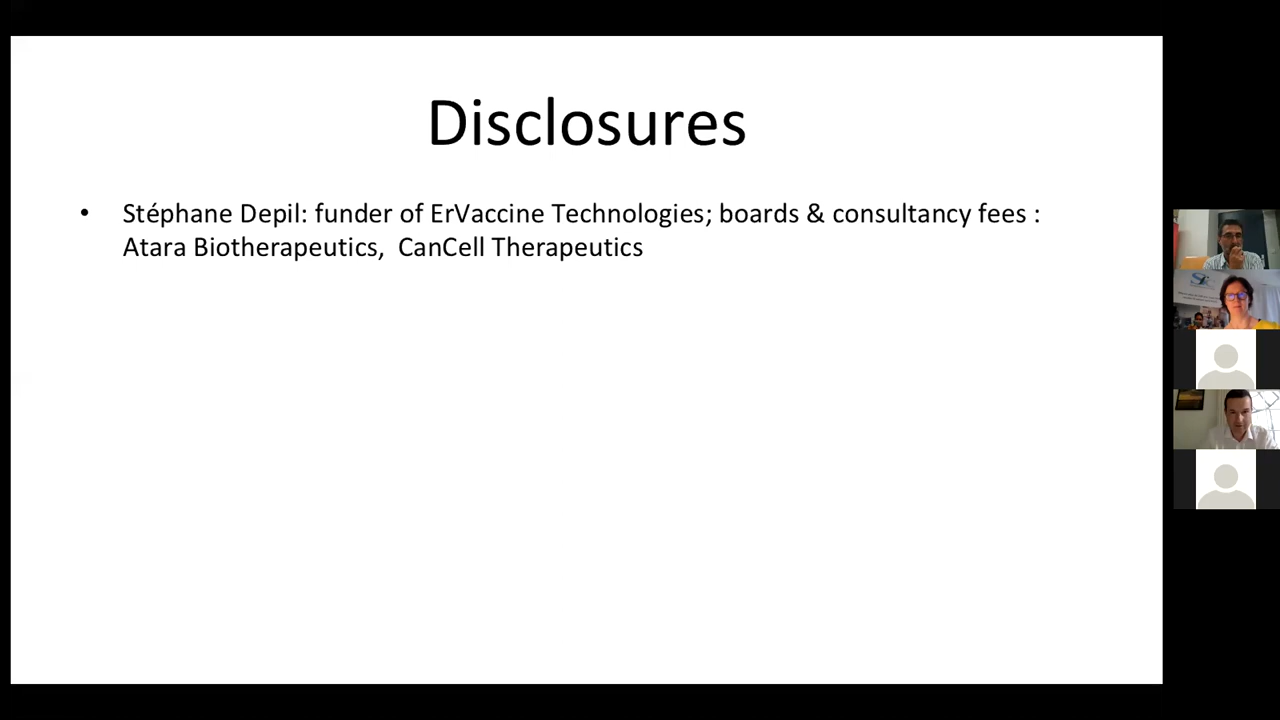 Disclosures
• Stéphane Depil: funder of ErVaccine Technologies; boards & consultancy fees :
Atara Biotherapeutics, CanCell Therapeutics